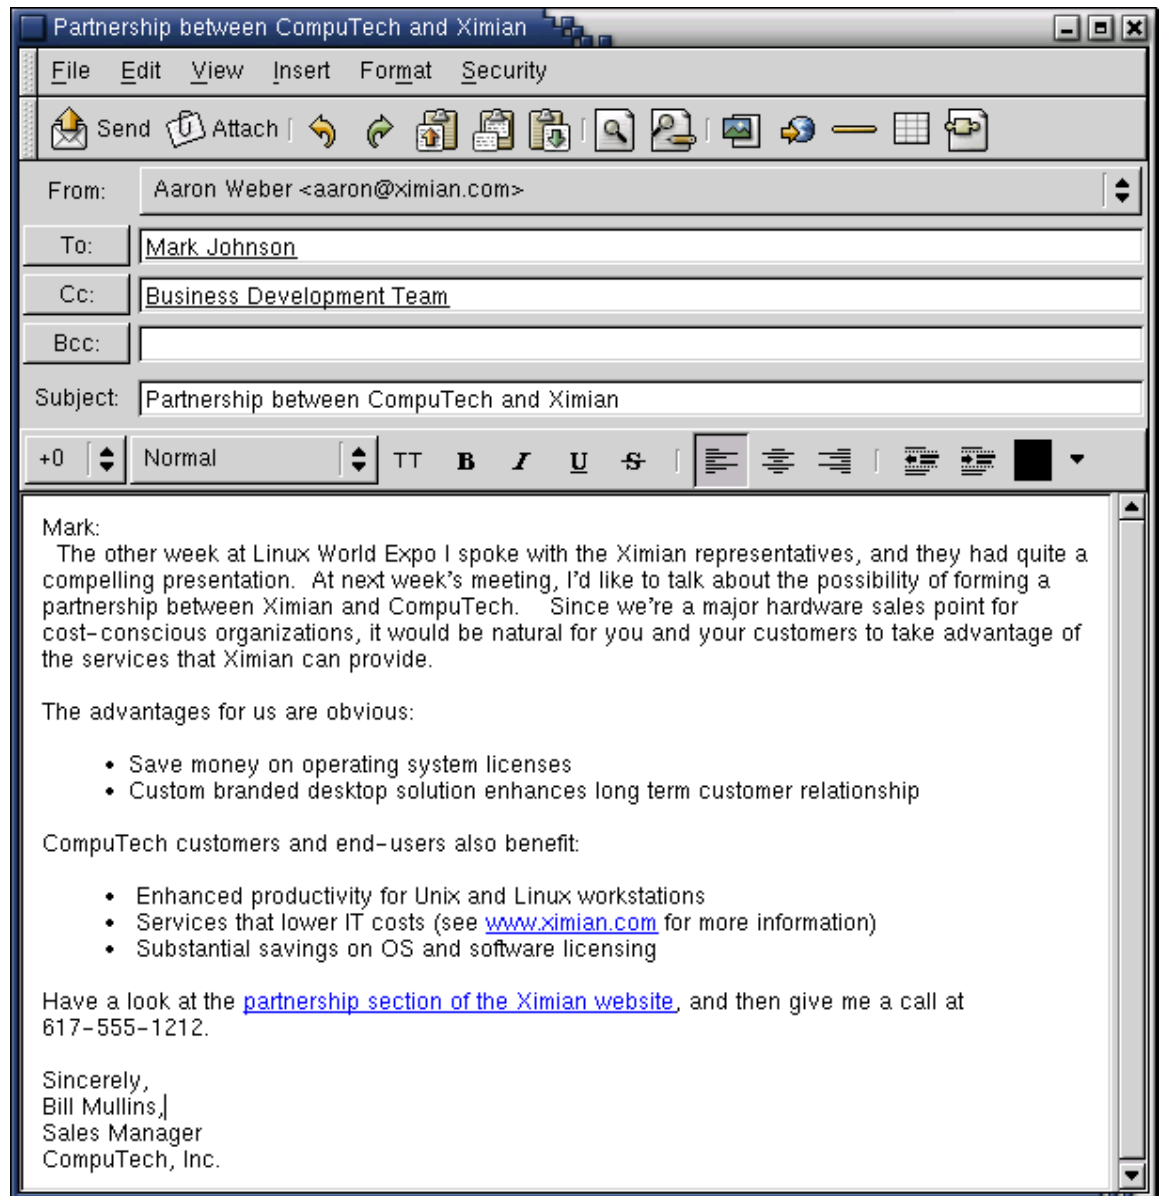 Partnership between CompuTech and Ximian
File Edit View Insert Format Security
Send Attach
From: Aaron Weber <aaron@ximian.com>
To: Mark Johnson
Cc: Business Development Team
Bcc:
Subject: Partnership between CompuTech and Ximian
+0 Normal TT B I U S
Mark:
The other week at Linux World Expo I spoke with the Ximian representatives, and they had quite a
compelling presentation. At next week's meeting, I'd like to talk about the possibility of forming a
partnership between Ximian and CompuTech. Since we're a major hardware sales point for
cost-conscious organizations, it would be natural for you and your customers to take advantage of
the services that Ximian can provide.
The advantages for us are obvious:
• Save money on operating system licenses
• Custom branded desktop solution enhances long term customer relationship
CompuTech customers and end-users also benefit:
• Enhanced productivity for Unix and Linux workstations
• Services that lower IT costs (see www.ximian.com for more information)
• Substantial savings on OS and software licensing
Have a look at the partnership section of the Ximian website, and then give me a call at
617-555-1212.
Sincerely,
Bill Mullins,
Sales Manager
CompuTech, Inc.